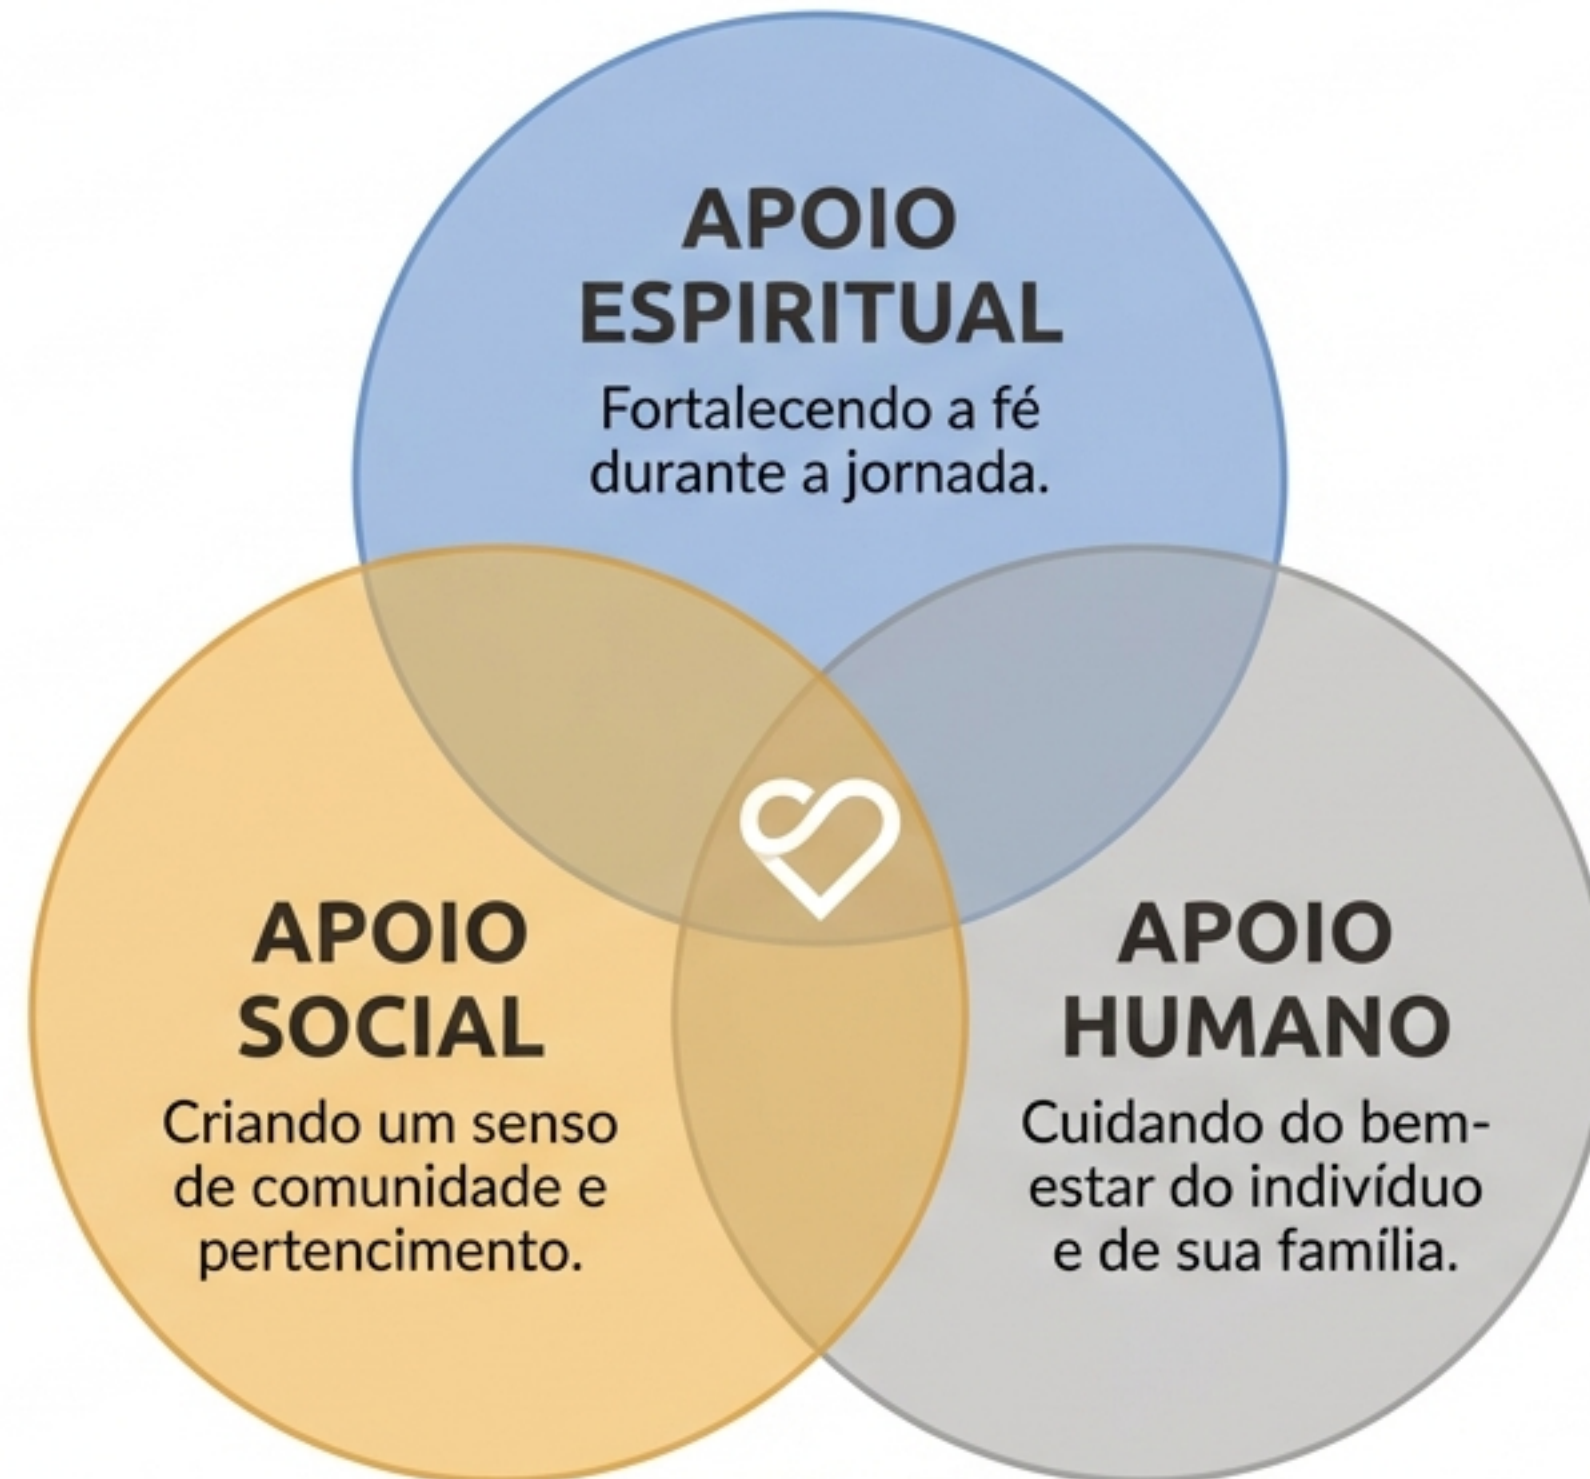 APOIO
ESPIRITUAL
Fortalecendo a fé
durante a jornada.
APOIO
SOCIAL
Criando um senso
de comunidade e
pertencimento.
APOIO
HUMANO
Cuidando do bem-
estar do indivíduo
e de sua família.